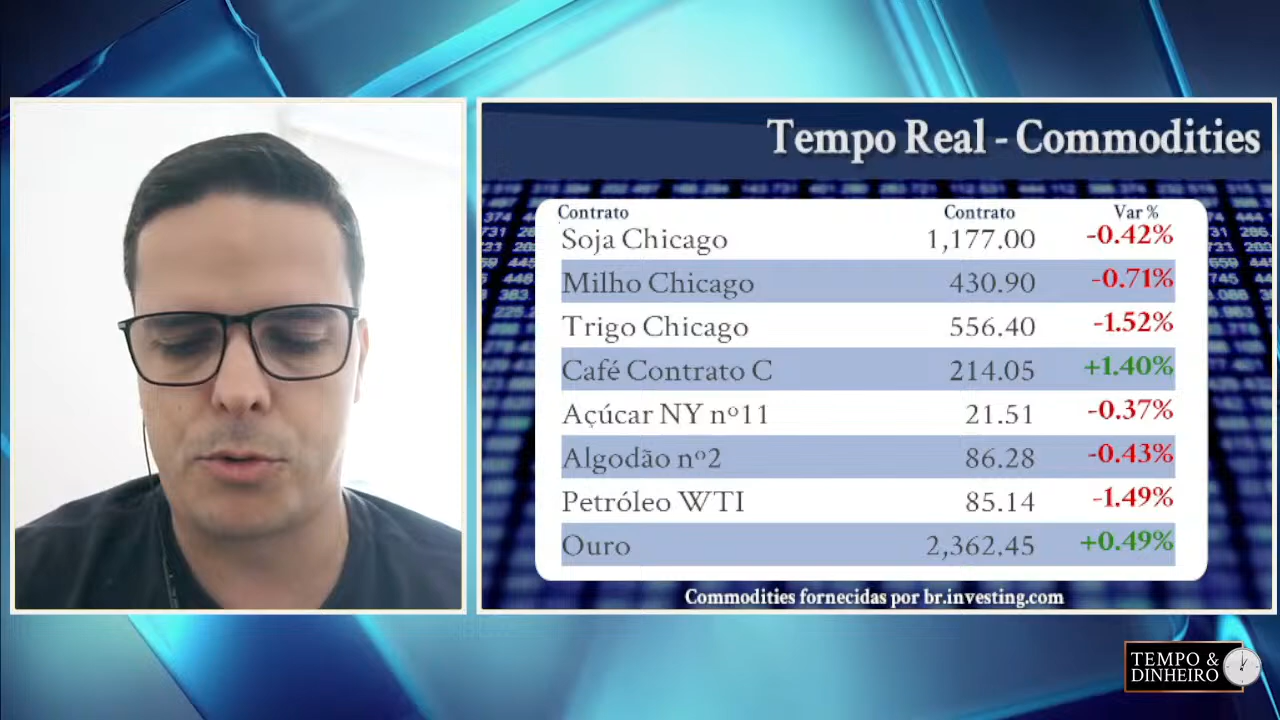 Tempo Real - Commodities
Contrato Contrato Var %
Soja Chicago 1,177.00 -0.42%
Milho Chicago 430.90 -0.71%
Trigo Chicago 556.40 -1.52%
Café Contrato C 214.05 +1.40%
Açúcar NY nº11 21.51 -0.37%
Algodão nº2 86.28 -0.43%
Petróleo WTI 85.14 -1.49%
Ouro 2,362.45 +0.49%
Commodities fornecidas por br.investing.com
TEMPO &
DINHEIRO